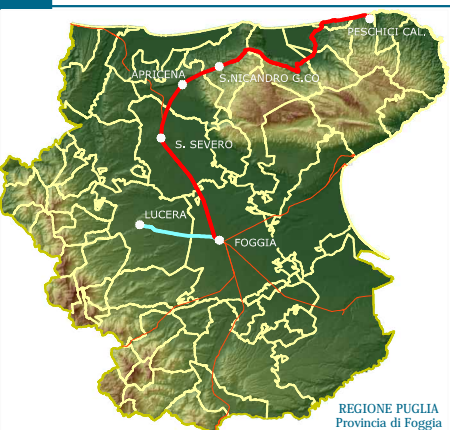 PESCHICI CAL.
APRICENA
S.NICANDRO G.CO
S. SEVERO
LUCERA
FOGGIA
REGIONE PUGLIA
Provincia di Foggia